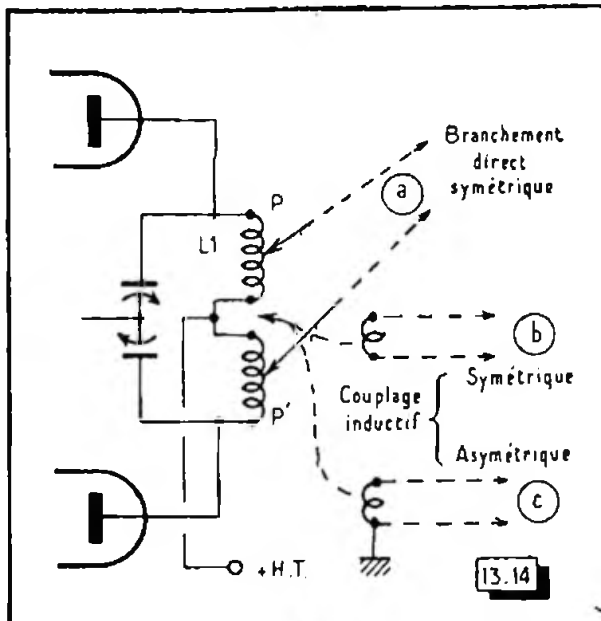 Branchement
direct
symétrique
a
P
L1
b
Symétrique
Couplage
inductif
P'
Asymétrique
c
+H.T.
13.14